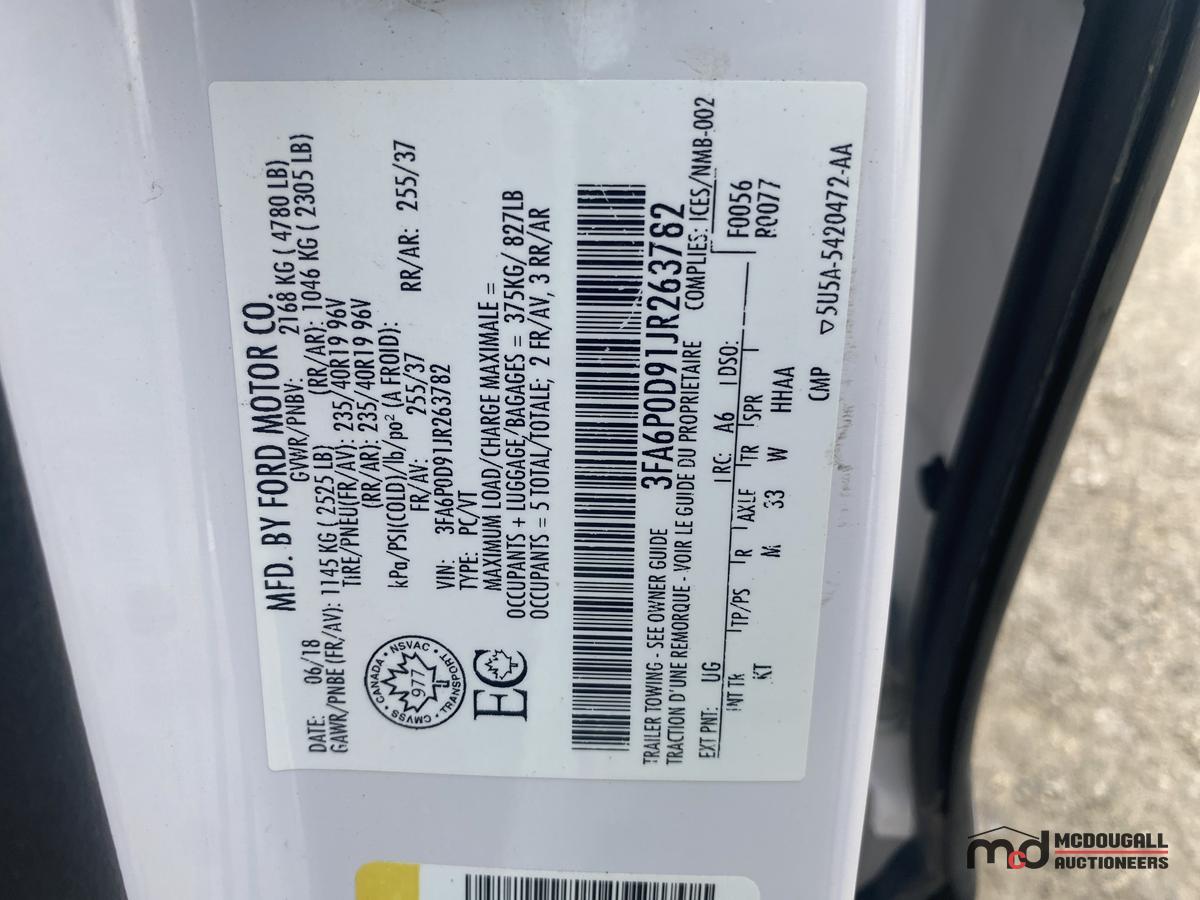 MFD. BY FORD MOTOR CO.
DATE: 06/18 GVWR/PNBV: 2168 KG ( 4780 LB)
GAWR/PNBE (FR/AV): 1145 KG ( 2525 LB) (RR/AR): 1046 KG ( 2305 LB)
TIRE/PNEU(FR/AV): 235/40R19 96V
(RR/AR): 235/40R19 96V
kPa/PSI(COLD)/lb/po² (A FROID):
FR/AV: 255/37 RR/AR: 255/37
VIN: 3FA6P0D91JR263782
TYPE: PC/VT
MAXIMUM LOAD/CHARGE MAXIMALE =
OCCUPANTS + LUGGAGE/BAGAGES = 375KG/ 827LB
OCCUPANTS = 5 TOTAL/TOTALE; 2 FR/AV, 3 RR/AR
CANADA • NSVAC • TRANSPORT • CMVSS •
977
EC
3FA6P0D91JR263782
TRAILER TOWING - SEE OWNER GUIDE
TRACTION D'UNE REMORQUE - VOIR LE GUIDE DU PROPRIETAIRE COMPLIES: ICES/NMB-002
EXT PNT: UG RC: A6 DSO: F0056
INT TR TP/PS R AXLE TR SPR R0077
KT M 33 W HHAA
CMP ▽5U5A-5420472-AA
mcd MCDOUGALL
AUCTIONEERS